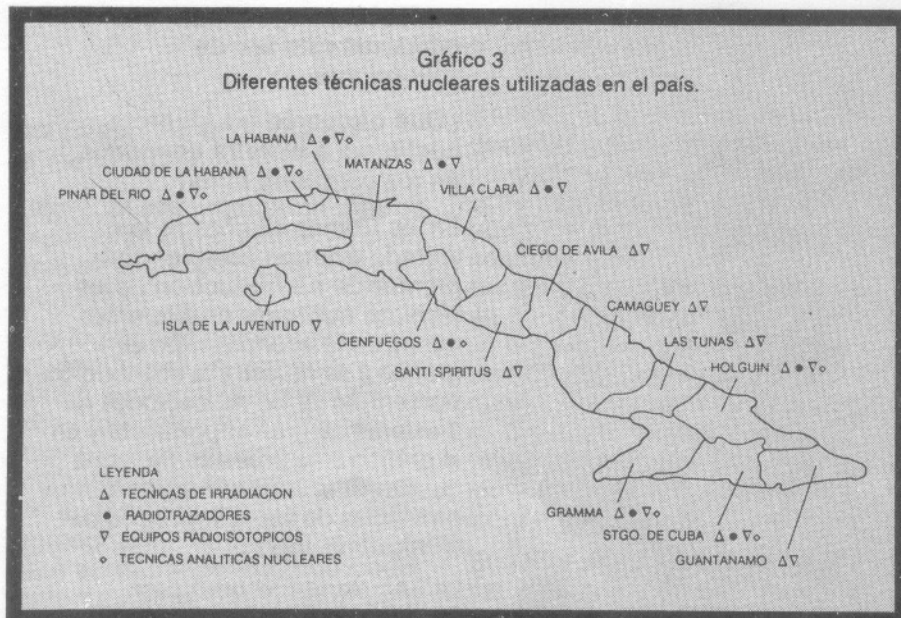 Gráfico 3
Diferentes técnicas nucleares utilizadas en el país.
LA HABANA Δ ● ∇ ◇
CIUDAD DE LA HABANA Δ ● ∇ ◇
MATANZAS Δ ● ∇
PINAR DEL RIO Δ ● ∇ ◇
VILLA CLARA Δ ● ∇
CIEGO DE AVILA Δ ∇
CAMAGUEY Δ ∇
ISLA DE LA JUVENTUD ∇
CIENFUEGOS Δ ● ◇
LAS TUNAS Δ ∇
SANTI SPIRITUS Δ ∇
HOLGUIN Δ ● ∇ ◇
LEYENDA
Δ TECNICAS DE IRRADIACION
● RADIOTRAZADORES
∇ EQUIPOS RADIOISOTOPICOS
◇ TECNICAS ANALITICAS NUCLEARES
GRAMMA Δ ● ∇ ◇
STGO. DE CUBA Δ ● ∇ ◇
GUANTANAMO Δ ∇